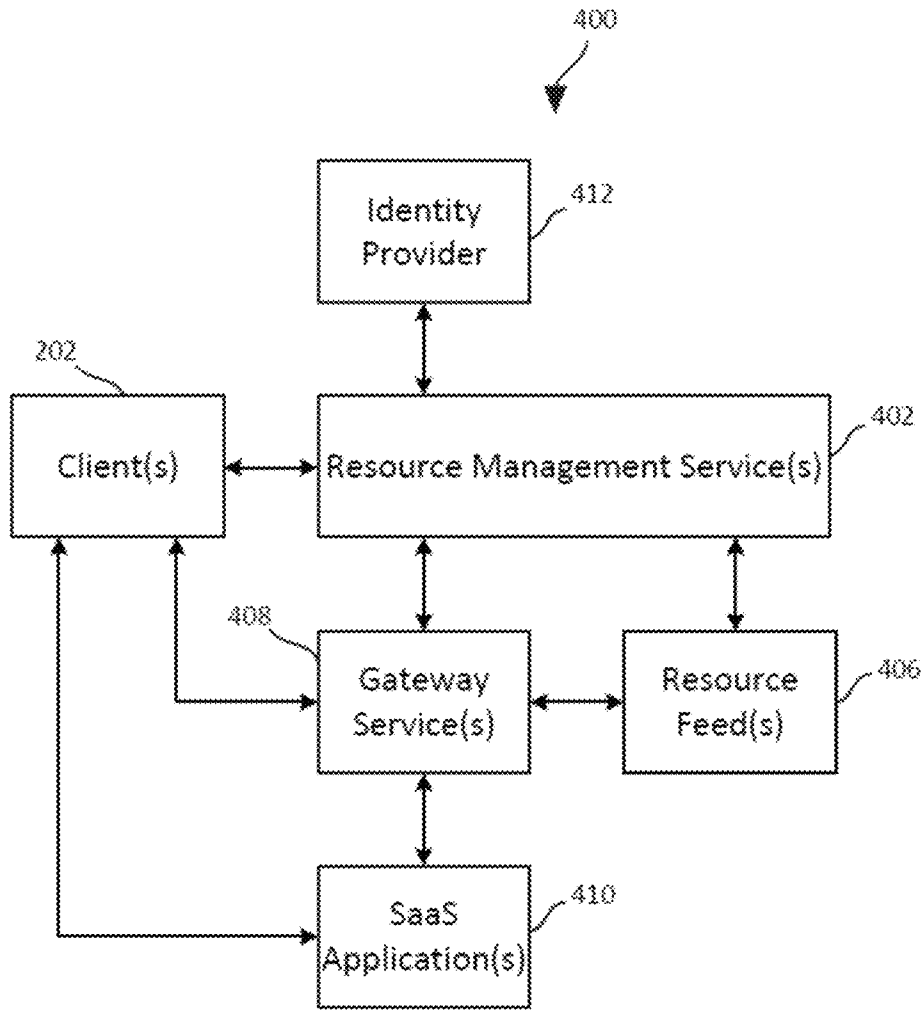 400
Identity
Provider
412
202
Client(s)
Resource Management Service(s)
402
408
Gateway
Service(s)
Resource
Feed(s)
406
SaaS
Application(s)
410